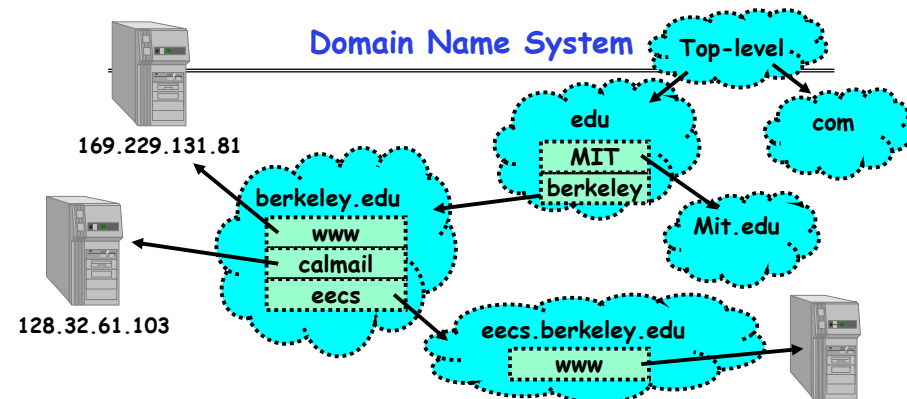 Domain Name System
Top-level
edu
com
MIT
berkeley
169.229.131.81
berkeley.edu
www
calmail
eecs
Mit.edu
128.32.61.103
eecs.berkeley.edu
www